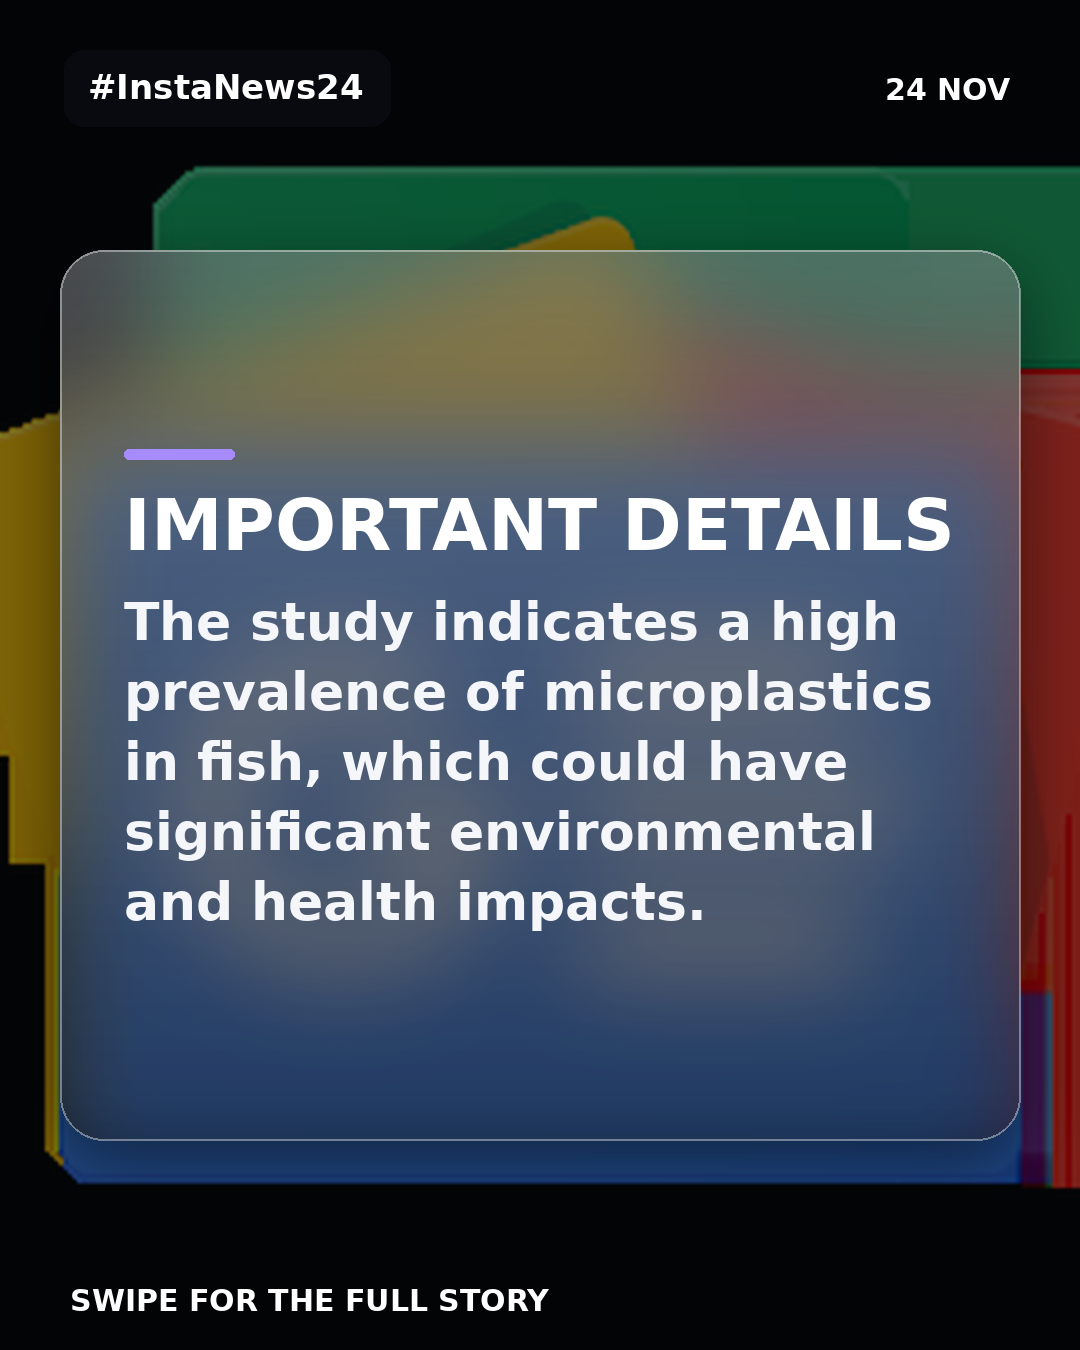 #InstaNews24
24 NOV
IMPORTANT DETAILS
The study indicates a high
prevalence of microplastics
in fish, which could have
significant environmental
and health impacts.
SWIPE FOR THE FULL STORY